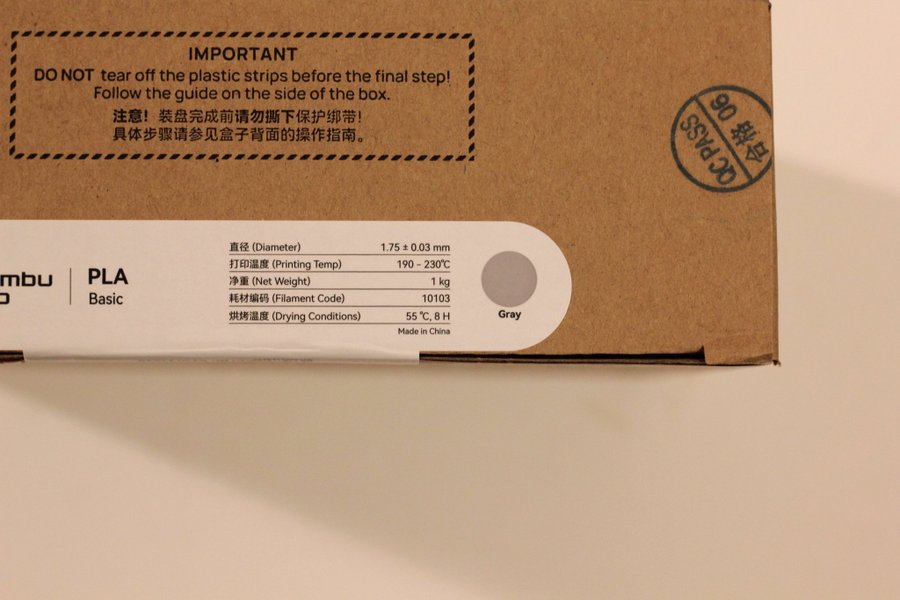 IMPORTANT
DO NOT tear off the plastic strips before the final step!
Follow the guide on the side of the box.
注意! 装盘完成前请勿撕下保护绑带!
具体步骤请参见盒子背面的操作指南。
QC PASS
合格 06
mbu
PLA
Basic
直径 (Diameter) 1.75 ± 0.03 mm
打印温度 (Printing Temp) 190 - 230℃
净重 (Net Weight) 1 kg
耗材编码 (Filament Code) 10103
烘烤温度 (Drying Conditions) 55 ℃, 8 H
Made in China
Gray